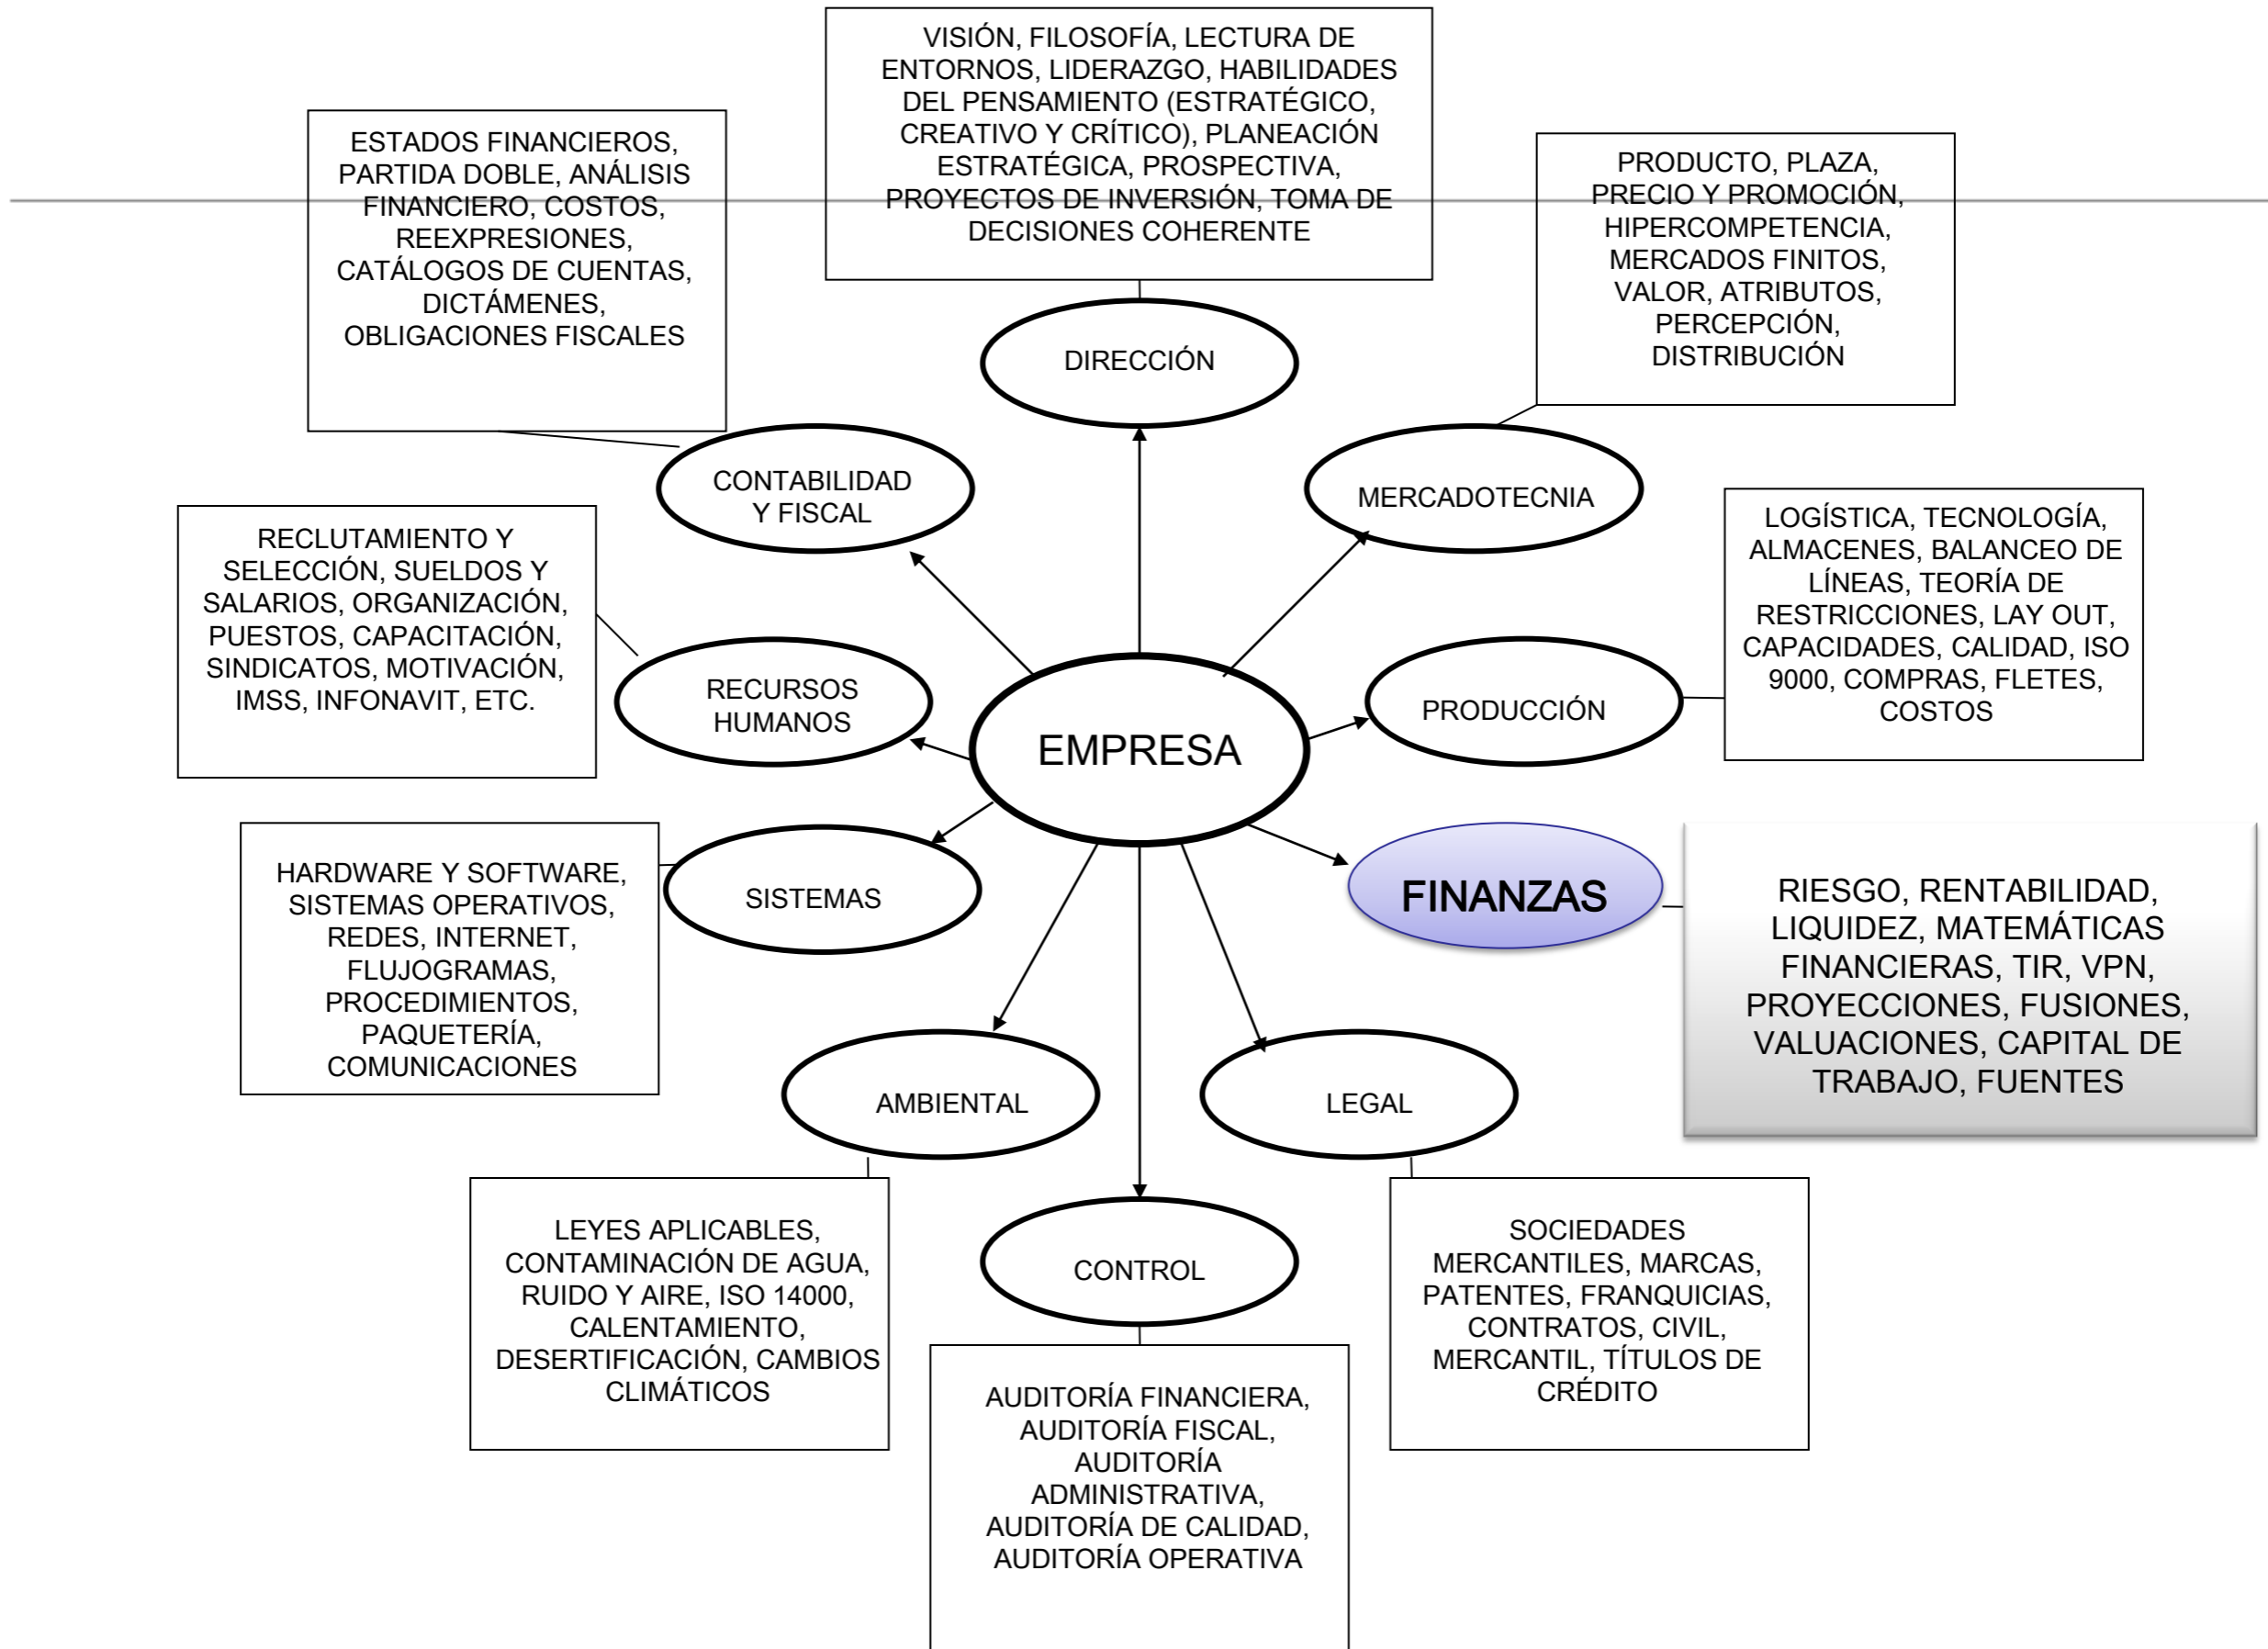 VISIÓN, FILOSOFÍA, LECTURA DE
ENTORNOS, LIDERAZGO, HABILIDADES
DEL PENSAMIENTO (ESTRATÉGICO,
CREATIVO Y CRÍTICO), PLANEACIÓN
ESTRATÉGICA, PROSPECTIVA,
PROYECTOS DE INVERSIÓN, TOMA DE
DECISIONES COHERENTE
ESTADOS FINANCIEROS,
PARTIDA DOBLE, ANÁLISIS
FINANCIERO, COSTOS,
REEXPRESIONES,
CATÁLOGOS DE CUENTAS,
DICTÁMENES,
OBLIGACIONES FISCALES
PRODUCTO, PLAZA,
PRECIO Y PROMOCIÓN,
HIPERCOMPETENCIA,
MERCADOS FINITOS,
VALOR, ATRIBUTOS,
PERCEPCIÓN,
DISTRIBUCIÓN
DIRECCIÓN
CONTABILIDAD
Y FISCAL
MERCADOTECNIA
RECLUTAMIENTO Y
SELECCIÓN, SUELDOS Y
SALARIOS, ORGANIZACIÓN,
PUESTOS, CAPACITACIÓN,
SINDICATOS, MOTIVACIÓN,
IMSS, INFONAVIT, ETC.
LOGÍSTICA, TECNOLOGÍA,
ALMACENES, BALANCEO DE
LÍNEAS, TEORÍA DE
RESTRICCIONES, LAY OUT,
CAPACIDADES, CALIDAD, ISO
9000, COMPRAS, FLETES,
COSTOS
RECURSOS
HUMANOS
PRODUCCIÓN
EMPRESA
HARDWARE Y SOFTWARE,
SISTEMAS OPERATIVOS,
REDES, INTERNET,
FLUJOGRAMAS,
PROCEDIMIENTOS,
PAQUETERÍA,
COMUNICACIONES
SISTEMAS
FINANZAS
RIESGO, RENTABILIDAD,
LIQUIDEZ, MATEMÁTICAS
FINANCIERAS, TIR, VPN,
PROYECCIONES, FUSIONES,
VALUACIONES, CAPITAL DE
TRABAJO, FUENTES
AMBIENTAL
LEGAL
LEYES APLICABLES,
CONTAMINACIÓN DE AGUA,
RUIDO Y AIRE, ISO 14000,
CALENTAMIENTO,
DESERTIFICACIÓN, CAMBIOS
CLIMÁTICOS
CONTROL
SOCIEDADES
MERCANTILES, MARCAS,
PATENTES, FRANQUICIAS,
CONTRATOS, CIVIL,
MERCANTIL, TÍTULOS DE
CRÉDITO
AUDITORÍA FINANCIERA,
AUDITORÍA FISCAL,
AUDITORÍA
ADMINISTRATIVA,
AUDITORÍA DE CALIDAD,
AUDITORÍA OPERATIVA